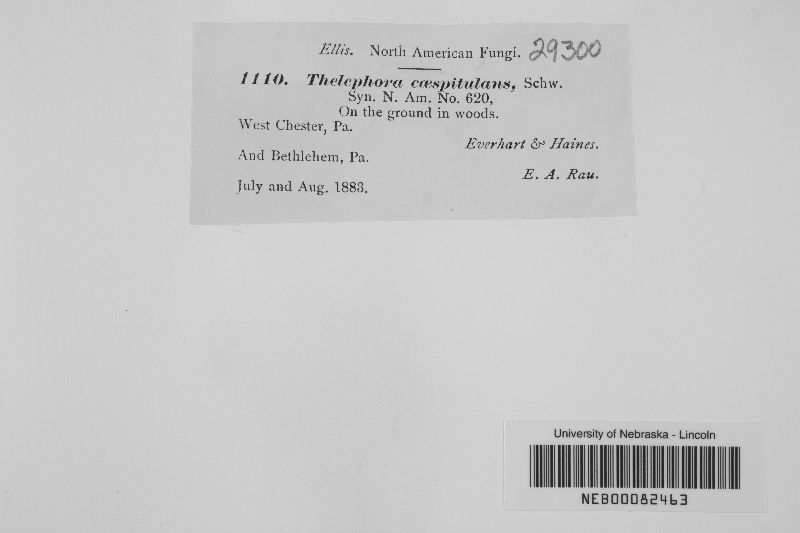 Ellis. North American Fungi. 29300
1110. Thelephora cæspitulans, Schw.
Syn. N. Am. No. 620,
On the ground in woods.
West Chester, Pa.
Everhart & Haines.
And Bethlehem, Pa.
E. A. Rau.
July and Aug. 1883.
University of Nebraska - Lincoln
NEB00082463